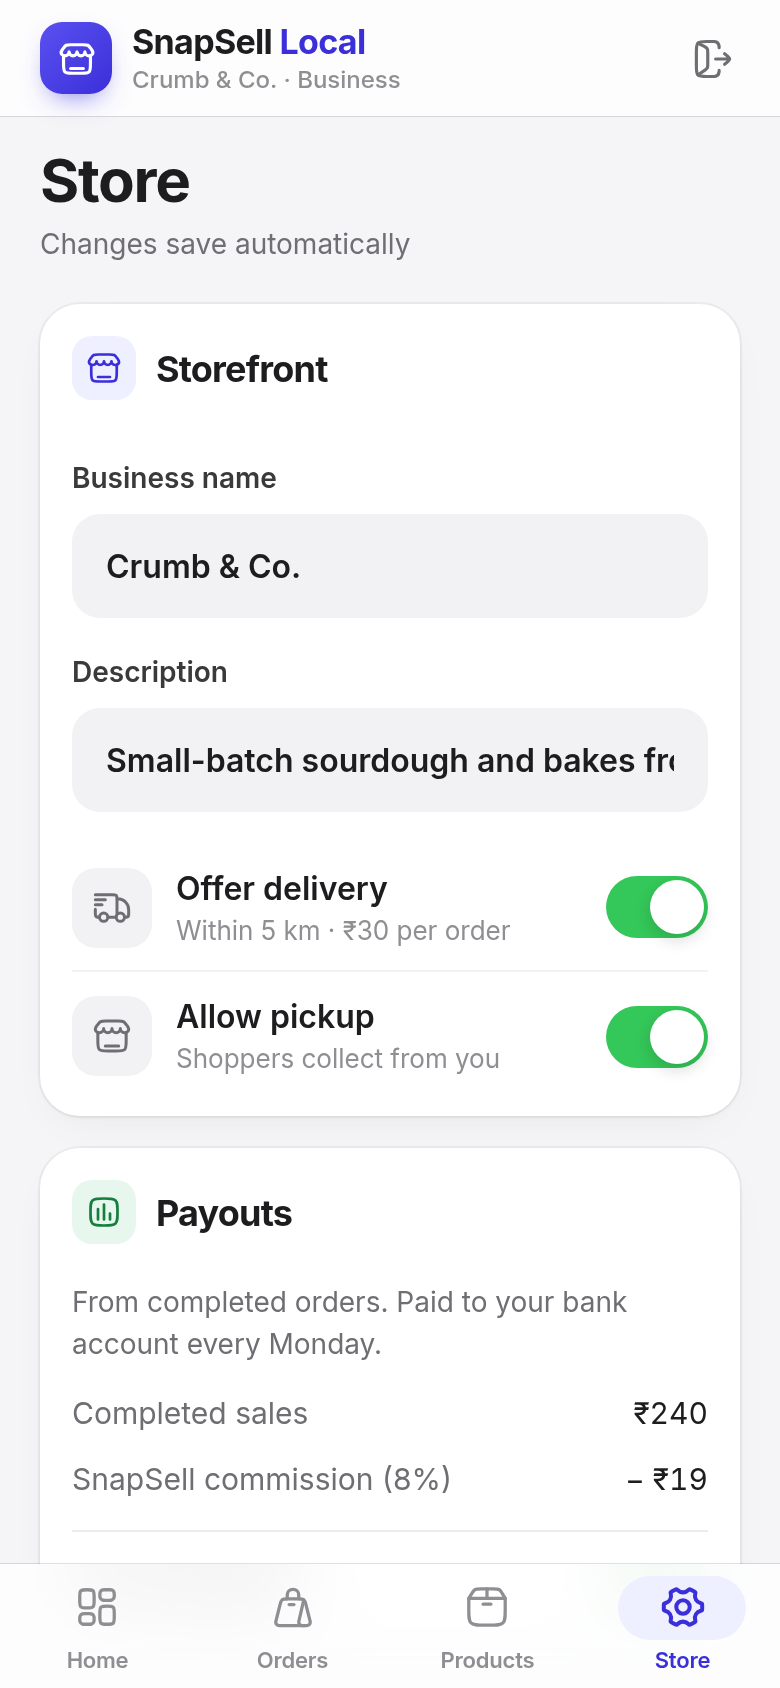 SnapSell Local
Crumb & Co. · Business
Store
Changes save automatically
Storefront
Business name
Crumb & Co.
Description
Small-batch sourdough and bakes
Offer delivery
Within 5 km · ₹30 per order
Allow pickup
Shoppers collect from you
Payouts
From completed orders. Paid to your bank
account every Monday.
Completed sales ₹240
SnapSell commission (8%) – ₹19
Home Orders Products Store